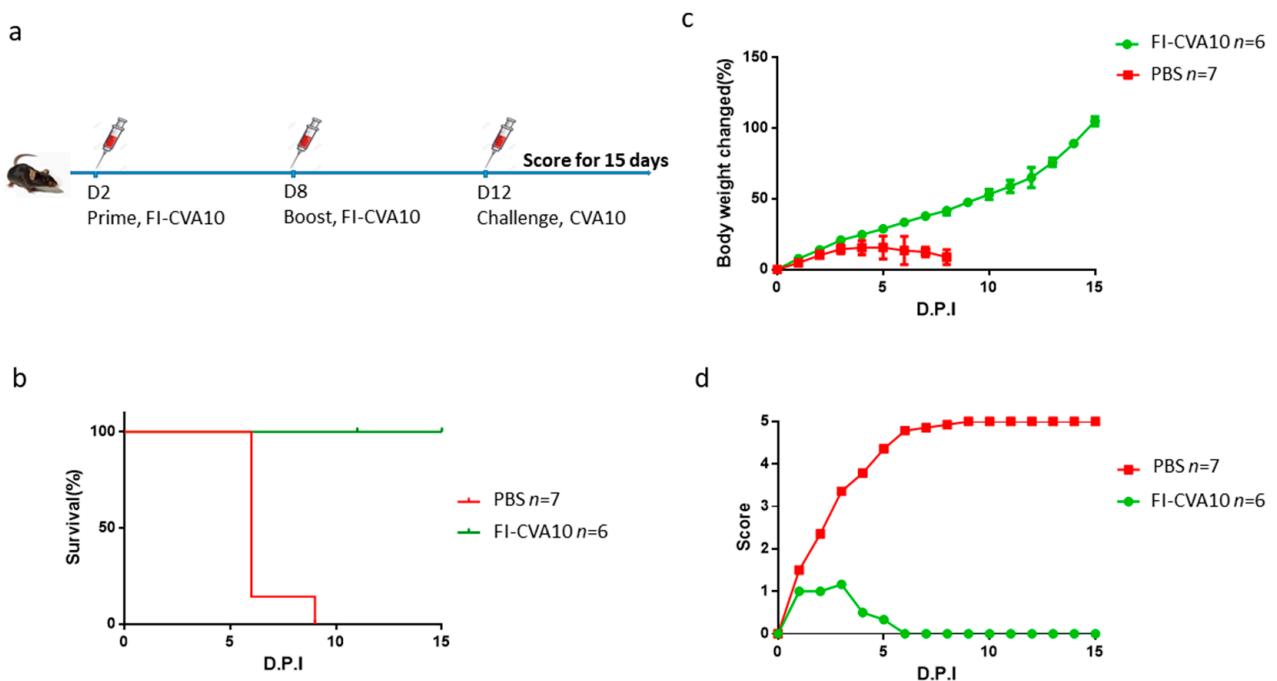 a
Score for 15 days
D2
D8
D12
Prime, FI-CVA10
Boost, FI-CVA10
Challenge, CVA10
b
100
50
0
0
5
10
15
Survival(%)
D.P.I
PBS n=7
FI-CVA10 n=6
c
150
100
50
0
0
5
10
15
Body weight changed(%)
D.P.I
FI-CVA10 n=6
PBS n=7
d
5
4
3
2
1
0
0
5
10
15
Score
D.P.I
PBS n=7
FI-CVA10 n=6